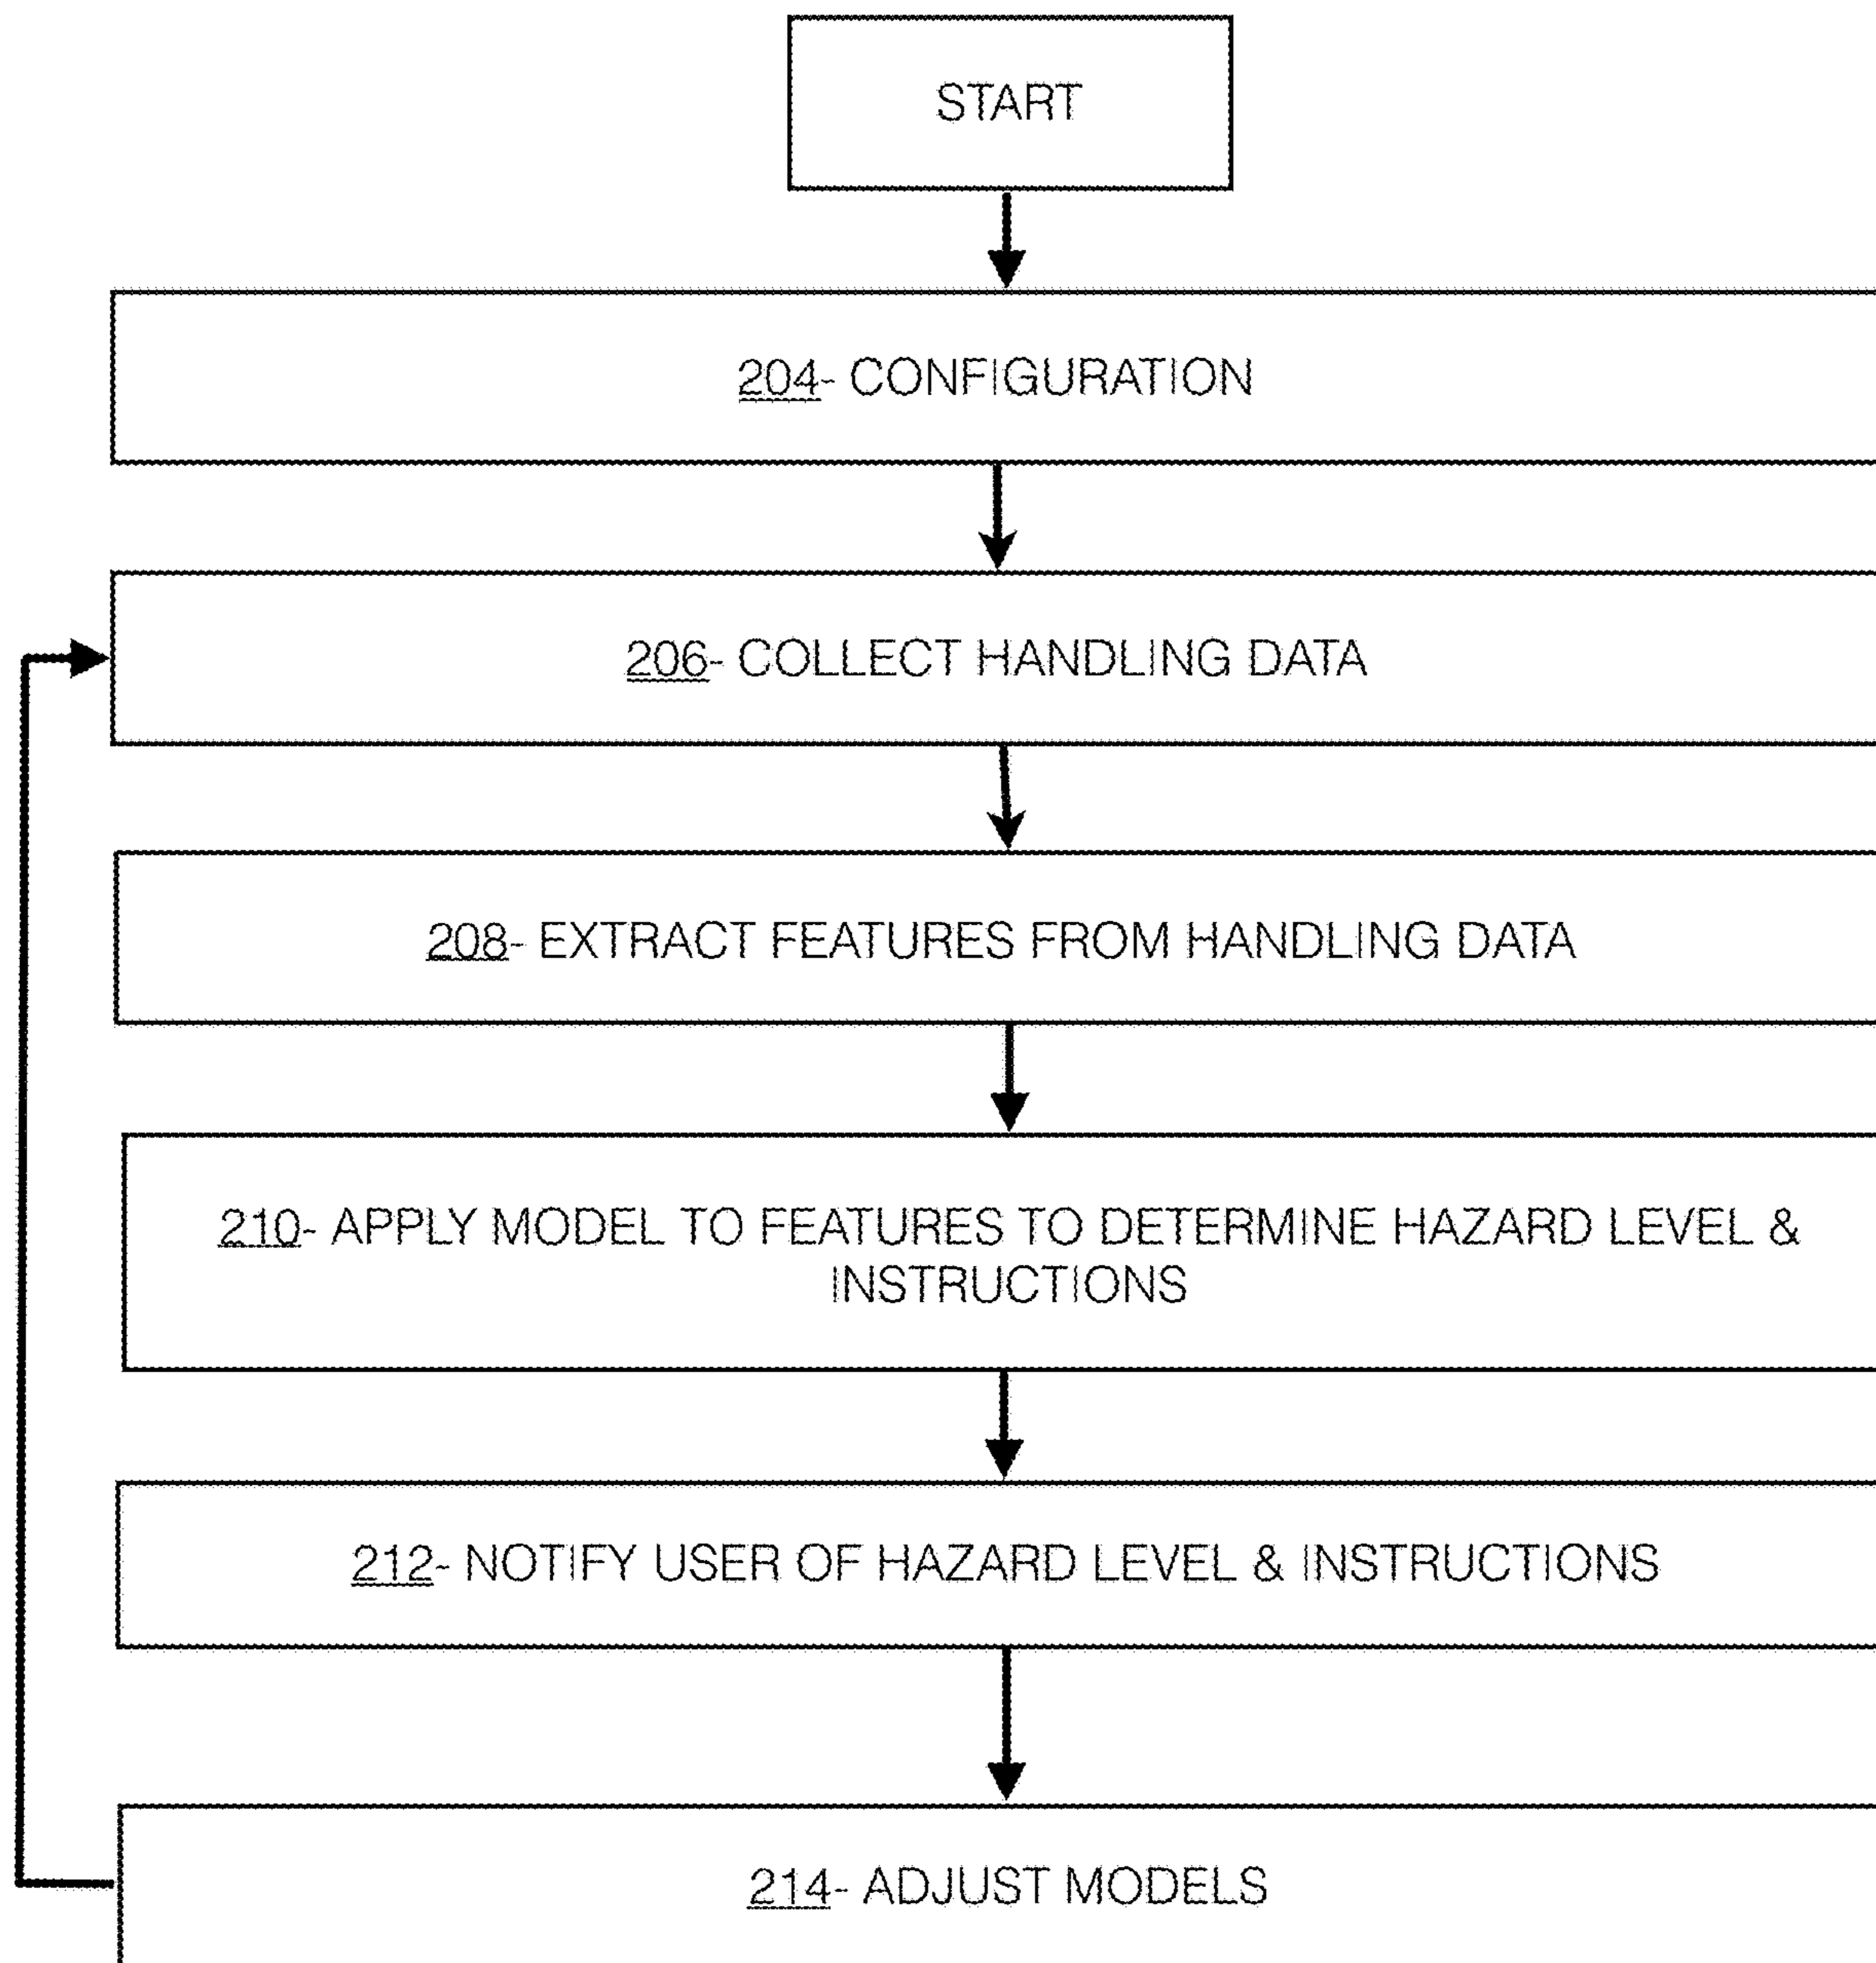 START
204- CONFIGURATION
206- COLLECT HANDLING DATA
208- EXTRACT FEATURES FROM HANDLING DATA
210- APPLY MODEL TO FEATURES TO DETERMINE HAZARD LEVEL &
INSTRUCTIONS
212- NOTIFY USER OF HAZARD LEVEL & INSTRUCTIONS
214- ADJUST MODELS